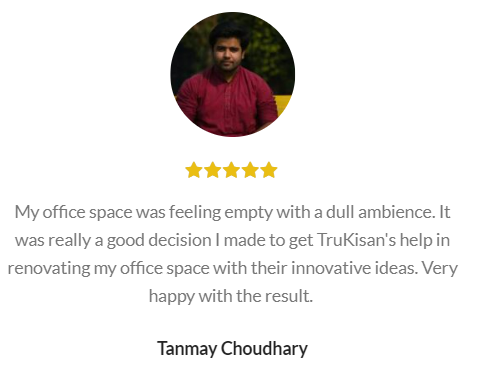 My office space was feeling empty with a dull ambience. It
was really a good decision I made to get TruKisan's help in
renovating my office space with their innovative ideas. Very
happy with the result.
Tanmay Choudhary